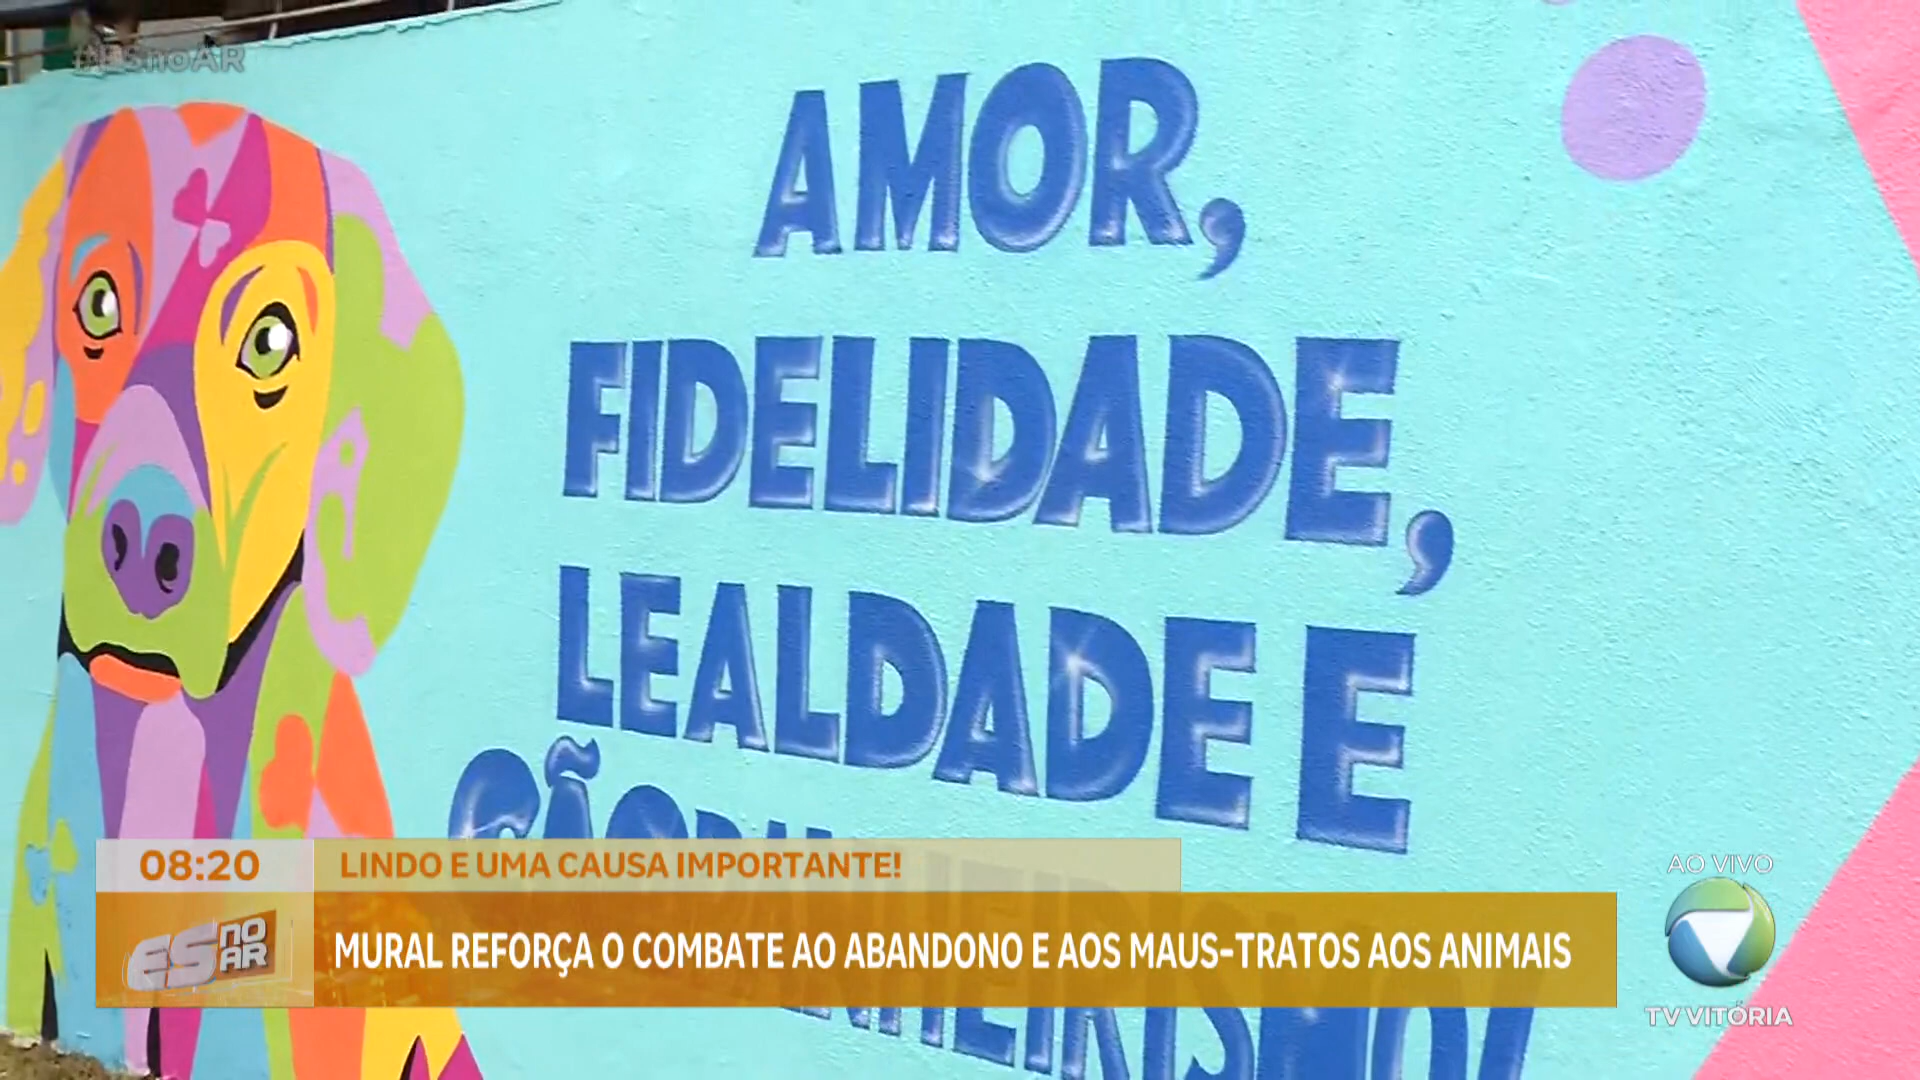 #ESnoAR
AMOR,
FIDELIDADE,
LEALDADE E
08:20
LINDO E UMA CAUSA IMPORTANTE!
ES NO AR
MURAL REFORÇA O COMBATE AO ABANDONO E AOS MAUS-TRATOS AOS ANIMAIS
AO VIVO
TV VITÓRIA